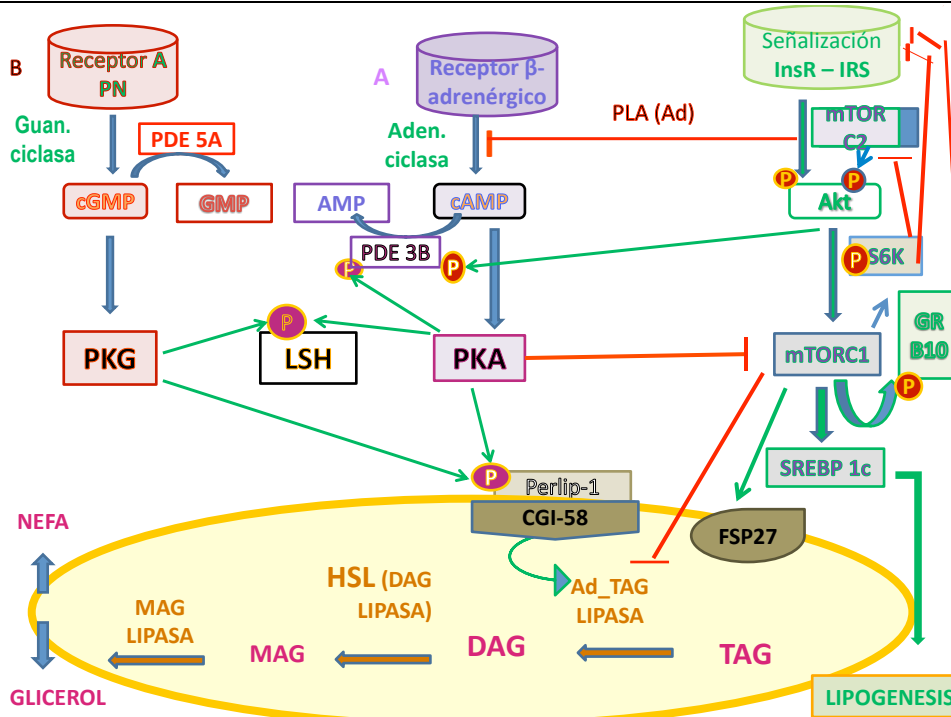 B
Receptor A
PN
Guan.
ciclasa
PDE 5A
cGMP
GMP
A
Receptor β-
adrenérgico
Aden.
ciclasa
AMP
cAMP
PDE 3B
P
P
Señalización
InsR – IRS
PLA (Ad)
mTOR
C2
P
P
Akt
P
S6K
PKG
P
LSH
PKA
mTORC1
GR
B10
P
SREBP 1c
P
Perlip-1
CGI-58
FSP27
NEFA
HSL (DAG
LIPASA)
Ad_TAG
LIPASA
MAG
LIPASA
MAG
DAG
TAG
GLICEROL
LIPOGENESIS